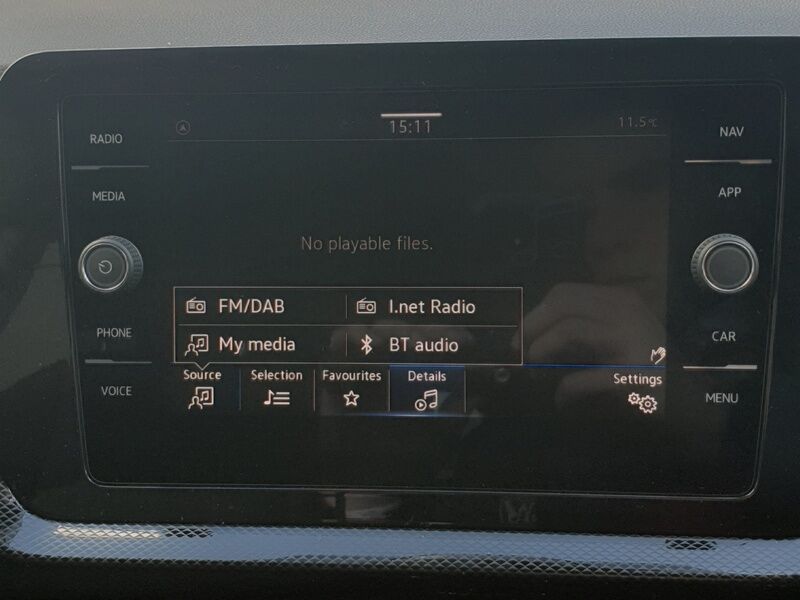 RADIO
MEDIA
PHONE
VOICE
15:11
11.5°C
No playable files.
FM/DAB
I.net Radio
My media
BT audio
Source
Selection
Favourites
Details
Settings
NAV
APP
CAR
MENU